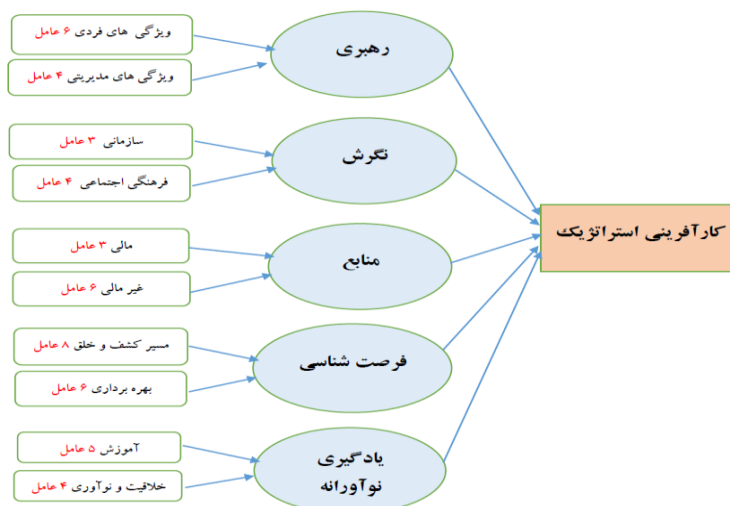 ویژگی های فردی ۶ عامل
ویژگی های مدیریتی ۴ عامل
رهبری
سازمانی ۳ عامل
فرهنگی اجتماعی ۴ عامل
نگرش
مالی ۳ عامل
غیر مالی ۶ عامل
منابع
مسیر کشف و خلق ۸ عامل
بهره برداری ۶ عامل
فرصت شناسی
آموزش ۵ عامل
خلاقیت و نوآوری ۴ عامل
یادگیری
نوآورانه
کارآفرینی استراتژیک